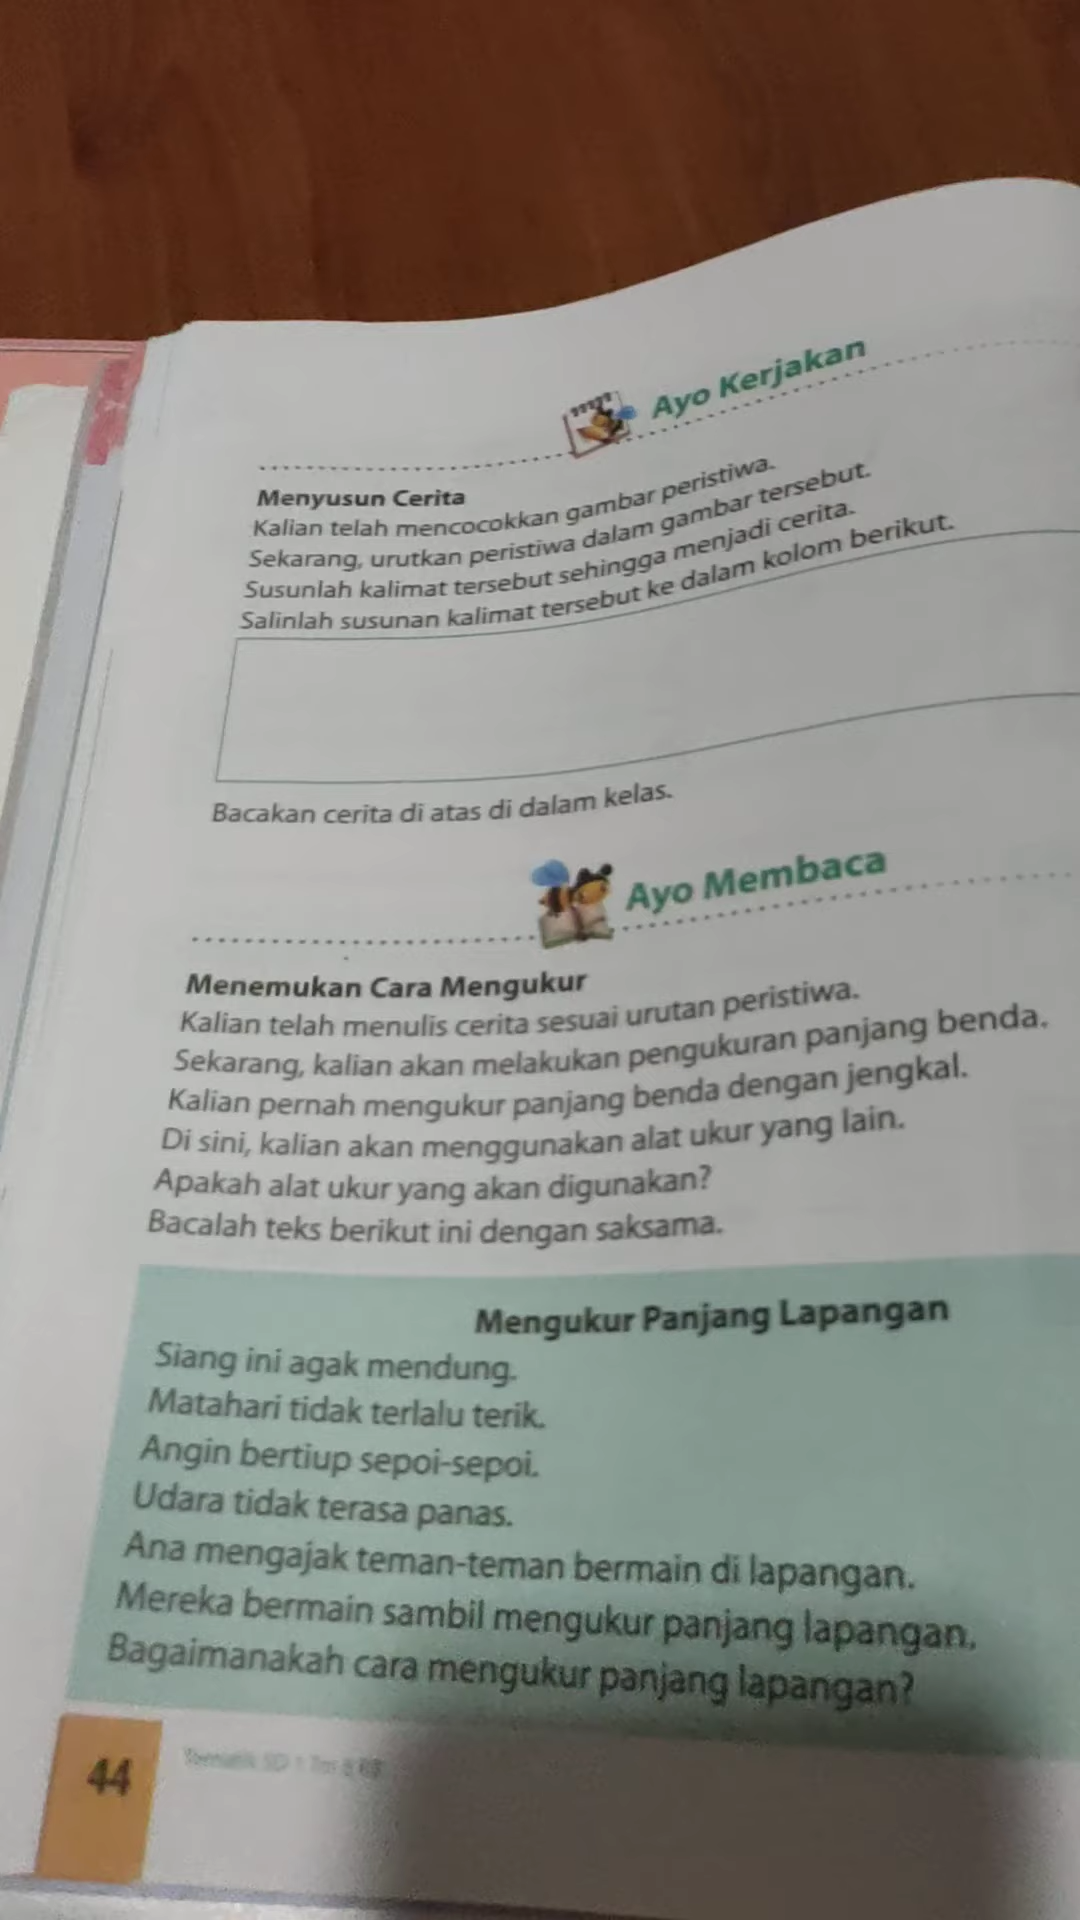 Ayo Kerjakan
Menyusun Cerita
Kalian telah mencocokkan gambar peristiwa.
Sekarang, urutkan peristiwa dalam gambar tersebut.
Susunlah kalimat tersebut sehingga menjadi cerita.
Salinlah susunan kalimat tersebut ke dalam kolom berikut.
Bacakan cerita di atas di dalam kelas.
Ayo Membaca
Menemukan Cara Mengukur
Kalian telah menulis cerita sesuai urutan peristiwa.
Sekarang, kalian akan melakukan pengukuran panjang benda.
Kalian pernah mengukur panjang benda dengan jengkal.
Di sini, kalian akan menggunakan alat ukur yang lain.
Apakah alat ukur yang akan digunakan?
Bacalah teks berikut ini dengan saksama.
Mengukur Panjang Lapangan
Siang ini agak mendung.
Matahari tidak terlalu terik.
Angin bertiup sepoi-sepoi.
Udara tidak terasa panas.
Ana mengajak teman-teman bermain di lapangan.
Mereka bermain sambil mengukur panjang lapangan.
Bagaimanakah cara mengukur panjang lapangan?
44